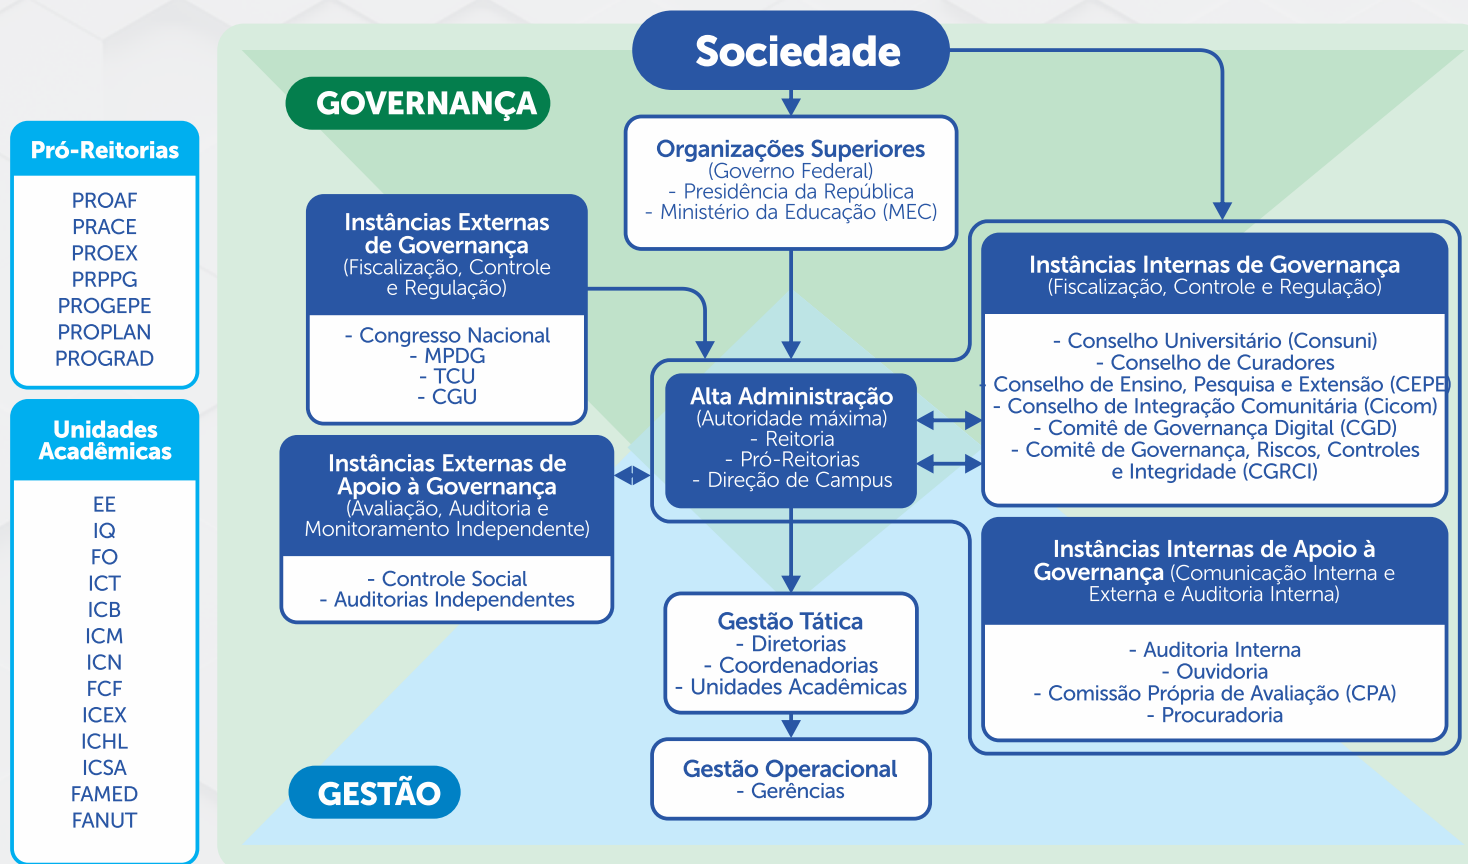 Sociedade
GOVERNANÇA
Pró-Reitorias
PROAF
PRACE
PROEX
PRPPG
PROGEPE
PROPLAN
PROGRAD
Unidades
Acadêmicas
EE
IQ
FO
ICT
ICB
ICM
ICN
FCF
ICEX
ICHL
ICSA
FAMED
FANUT
Organizações Superiores
(Governo Federal)
- Presidência da República
- Ministério da Educação (MEC)
Instâncias Externas
de Governança
(Fiscalização, Controle
e Regulação)
- Congresso Nacional
- MPDG
- TCU
- CGU
Instâncias Externas de
Apoio à Governança
(Avaliação, Auditoria e
Monitoramento Independente)
- Controle Social
- Auditorias Independentes
Alta Administração
(Autoridade máxima)
- Reitoria
- Pró-Reitorias
- Direção de Campus
Instâncias Internas de Governança
(Fiscalização, Controle e Regulação)
- Conselho Universitário (Consuni)
- Conselho de Curadores
- Conselho de Ensino, Pesquisa e Extensão (CEPE)
- Conselho de Integração Comunitária (Cicom)
- Comitê de Governança Digital (CGD)
- Comitê de Governança, Riscos, Controles
e Integridade (CGRCI)
Instâncias Internas de Apoio à
Governança (Comunicação Interna e
Externa e Auditoria Interna)
- Auditoria Interna
- Ouvidoria
- Comissão Própria de Avaliação (CPA)
- Procuradoria
Gestão Tática
- Diretorias
- Coordenadorias
- Unidades Acadêmicas
Gestão Operacional
- Gerências
GESTÃO